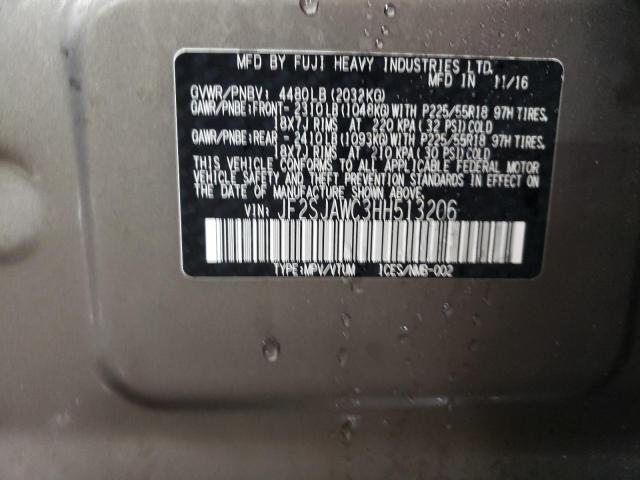 MFD BY FUJI HEAVY INDUSTRIES LTD.
MFD IN 11/16
GVWR/PNBV: 4480LB (2032KG)
GAWR/PNBE:FRONT- 2310LB (1048KG) WITH P225/55R18 97H TIRES,
18X7J RIMS AT 220 KPA (32 PSI) COLD
GAWR/PNBE:REAR - 2410LB (1093KG) WITH P225/55R18 97H TIRES,
18X7J RIMS AT 210 KPA (30 PSI) COLD
THIS VEHICLE CONFORMS TO ALL APPLICABLE FEDERAL MOTOR
VEHICLE SAFETY AND BUMPER STANDARDS IN EFFECT ON
THE DATE OF MANUFACTURE SHOWN ABOVE.
VIN: JF2SJAWC3HH513206
TYPE:MPV/VTUM ICES/NMB-002